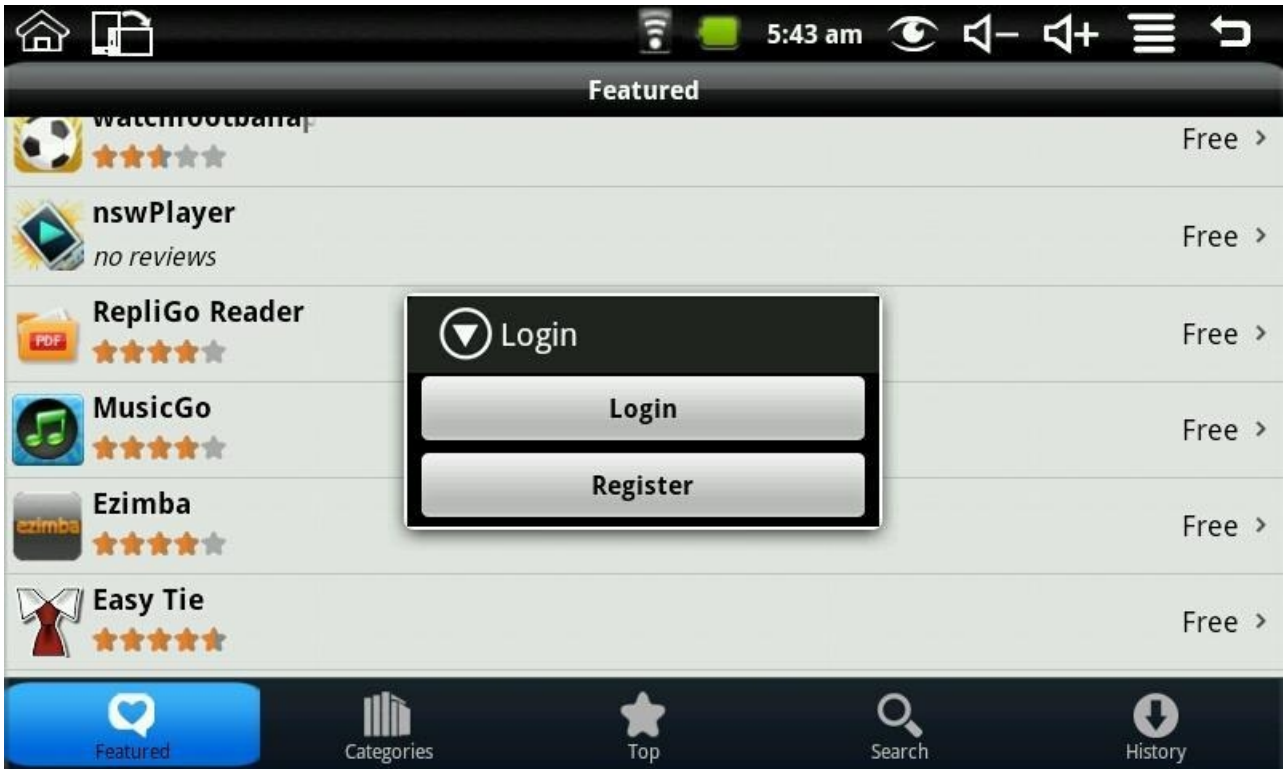 5:43 am
Featured
Free >
nswPlayer
no reviews
Free >
RepliGo Reader
PDF
Free >
MusicGo
Free >
Ezimba
ezimba
Free >
Easy Tie
Free >
Login
Login
Register
Featured
Categories
Top
Search
History